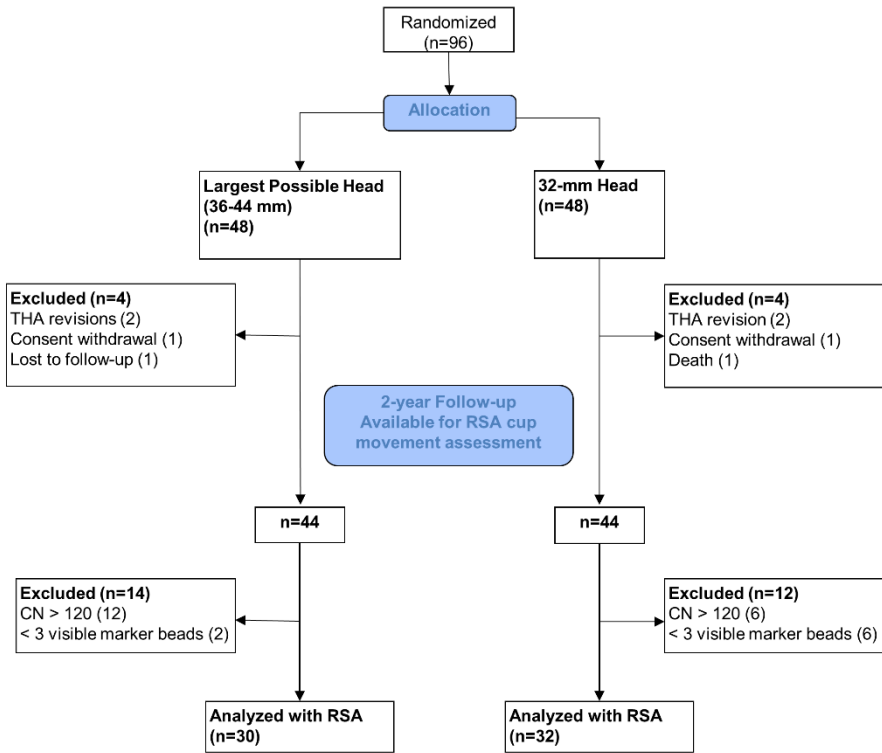 Randomized
(n=96)
Allocation
Largest Possible Head
(36-44 mm)
(n=48)
32-mm Head
(n=48)
Excluded (n=4)
THA revisions (2)
Consent withdrawal (1)
Lost to follow-up (1)
Excluded (n=4)
THA revision (2)
Consent withdrawal (1)
Death (1)
2-year Follow-up
Available for RSA cup
movement assessment
n=44
n=44
Excluded (n=14)
CN > 120 (12)
< 3 visible marker beads (2)
Excluded (n=12)
CN > 120 (6)
< 3 visible marker beads (6)
Analyzed with RSA
(n=30)
Analyzed with RSA
(n=32)